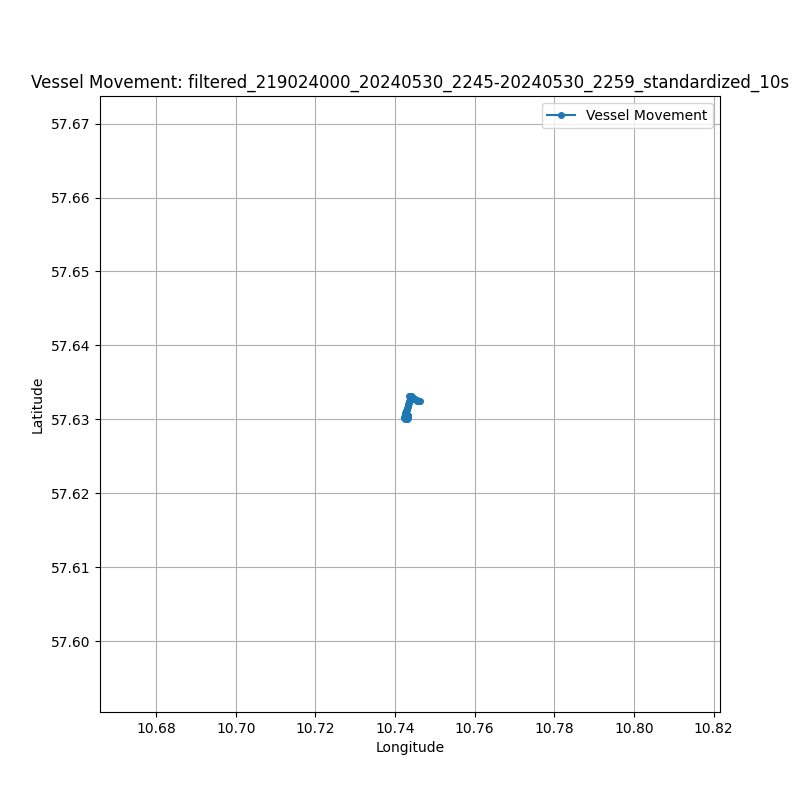 Vessel Movement: filtered_219024000_20240530_2245-20240530_2259_standardized_10s
Vessel Movement
57.67
57.66
57.65
57.64
57.63
57.62
57.61
57.60
Latitude
10.68 10.70 10.72 10.74 10.76 10.78 10.80 10.82
Longitude